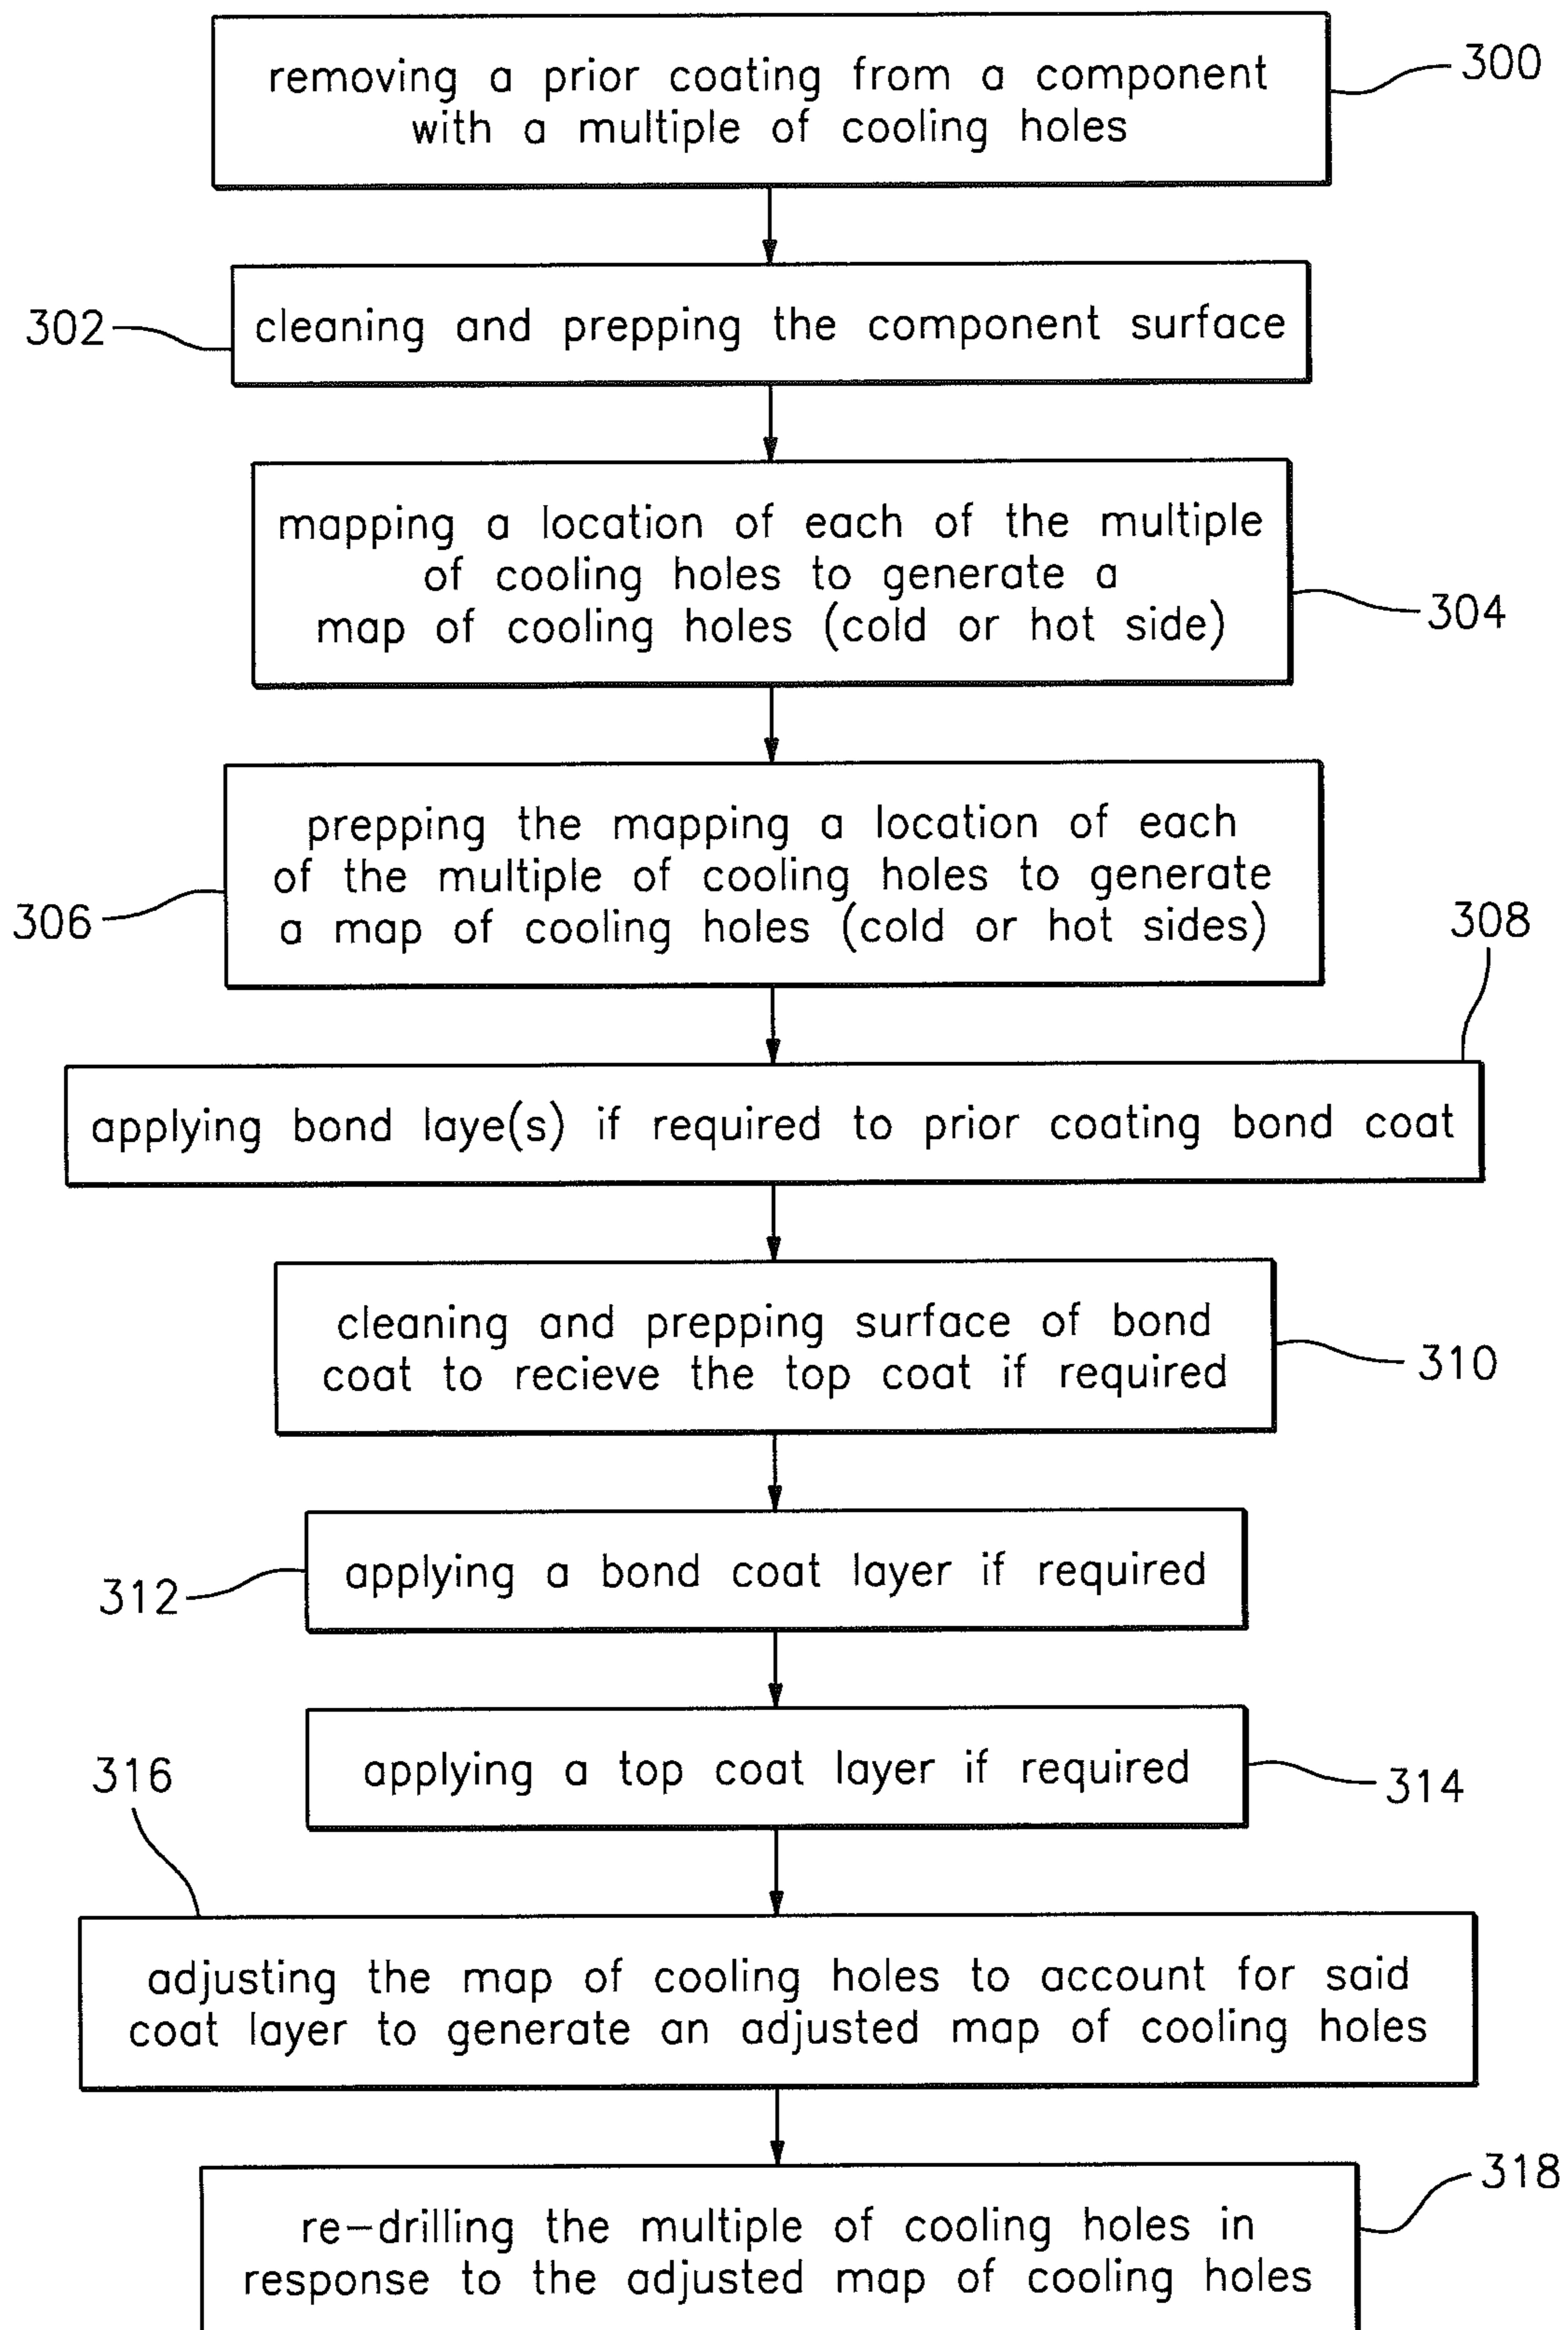 removing a prior coating from a component
with a multiple of cooling holes
300
cleaning and prepping the component surface
302
mapping a location of each of the multiple
of cooling holes to generate a
map of cooling holes (cold or hot side)
304
prepping the mapping a location of each
of the multiple of cooling holes to generate
a map of cooling holes (cold or hot sides)
306
308
applying bond laye(s) if required to prior coating bond coat
cleaning and prepping surface of bond
coat to recieve the top coat if required
310
applying a bond coat layer if required
312
applying a top coat layer if required
314
316
adjusting the map of cooling holes to account for said
coat layer to generate an adjusted map of cooling holes
318
re-drilling the multiple of cooling holes in
response to the adjusted map of cooling holes